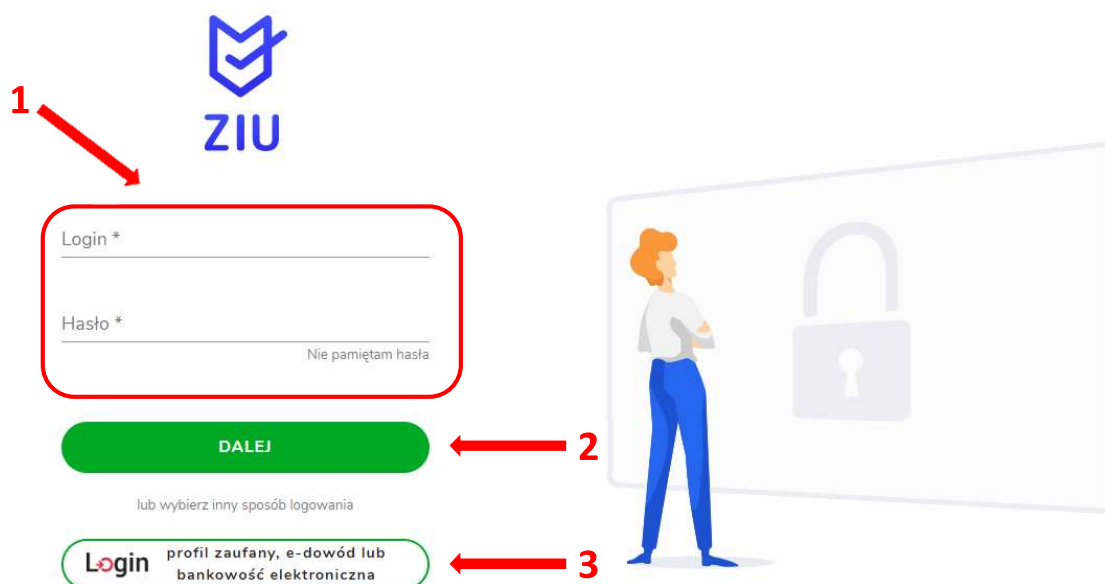 1
ZIU
Login *
Hasło *
Nie pamiętam hasła
DALEJ
2
lub wybierz inny sposób logowania
Login profil zaufany, e-dowód lub
bankowość elektroniczna
3